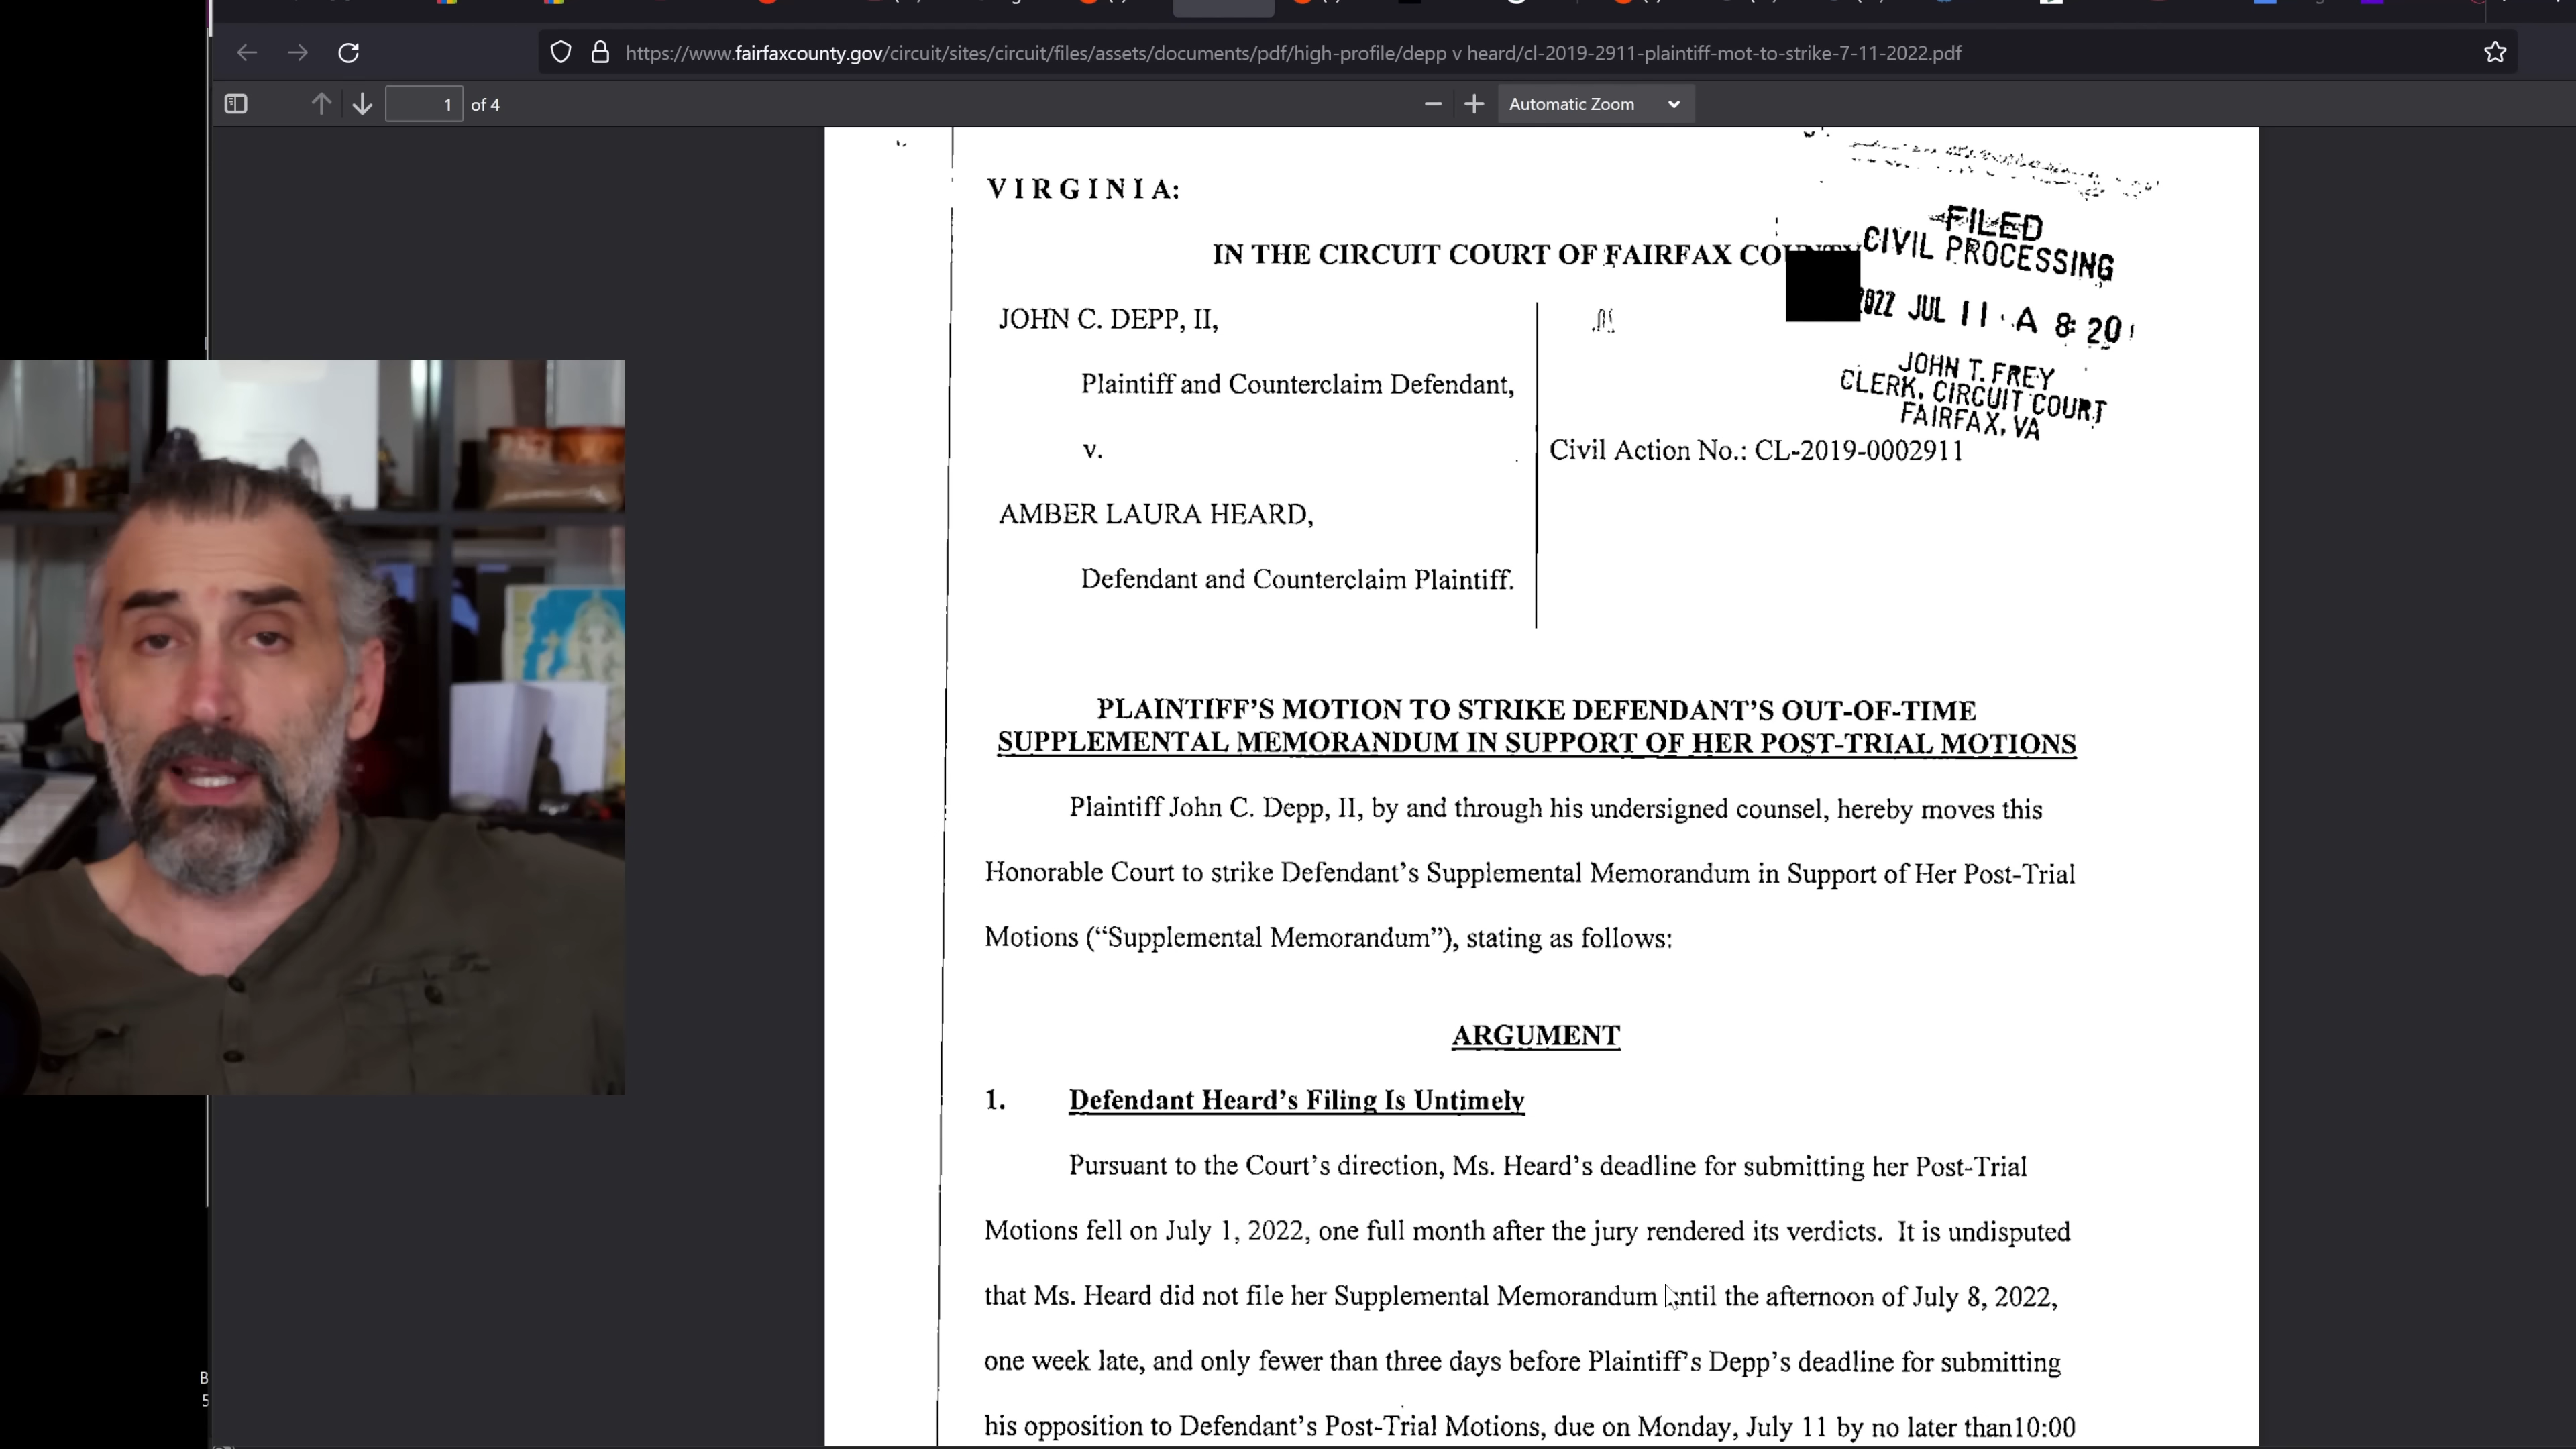 https://www.fairfaxcounty.gov/circuit/sites/circuit/files/assets/documents/pdf/high-profile/depp v heard/cl-2019-2911-plaintiff-mot-to-strike-7-11-2022.pdf
1 of 4
Automatic Zoom
VIRGINIA:
IN THE CIRCUIT COURT OF FAIRFAX COUNTY
FILED
CIVIL PROCESSING
2022 JUL 11 A 8:20
JOHN T. FREY
CLERK, CIRCUIT COURT
FAIRFAX, VA
JOHN C. DEPP, II,
Plaintiff and Counterclaim Defendant,
v.
Civil Action No.: CL-2019-0002911
AMBER LAURA HEARD,
Defendant and Counterclaim Plaintiff.
PLAINTIFF'S MOTION TO STRIKE DEFENDANT'S OUT-OF-TIME
SUPPLEMENTAL MEMORANDUM IN SUPPORT OF HER POST-TRIAL MOTIONS
Plaintiff John C. Depp, II, by and through his undersigned counsel, hereby moves this
Honorable Court to strike Defendant's Supplemental Memorandum in Support of Her Post-Trial
Motions ("Supplemental Memorandum"), stating as follows:
ARGUMENT
1. Defendant Heard's Filing Is Untimely
Pursuant to the Court's direction, Ms. Heard's deadline for submitting her Post-Trial
Motions fell on July 1, 2022, one full month after the jury rendered its verdicts. It is undisputed
that Ms. Heard did not file her Supplemental Memorandum until the afternoon of July 8, 2022,
one week late, and only fewer than three days before Plaintiff's Depp's deadline for submitting
his opposition to Defendant's Post-Trial Motions, due on Monday, July 11 by no later than10:00
B
5